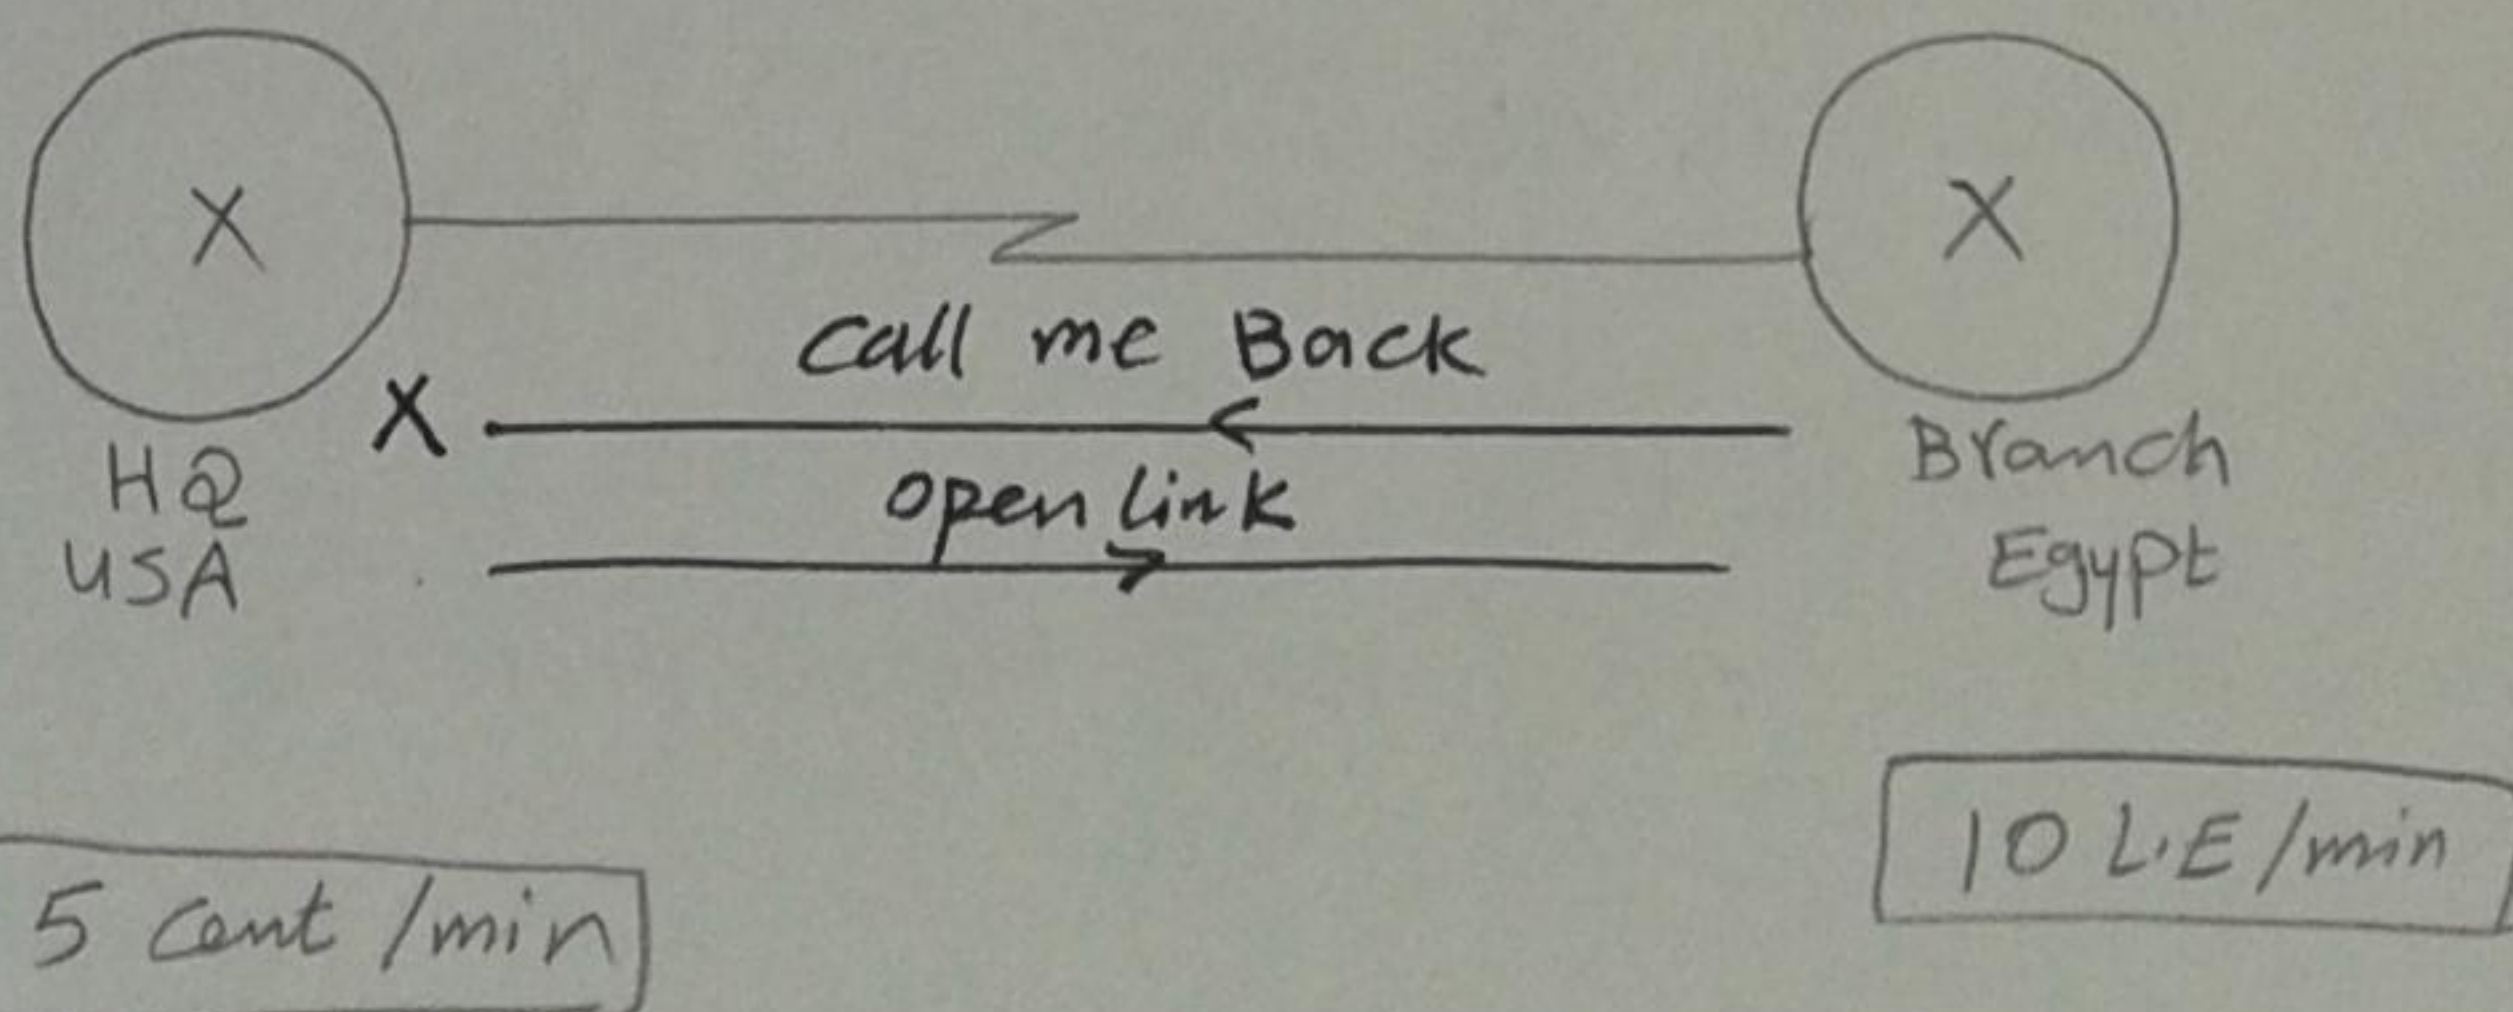 X
X
Call me Back
X
open link
HQ
USA
Branch
Egypt
10 L.E/min
5 cent /min